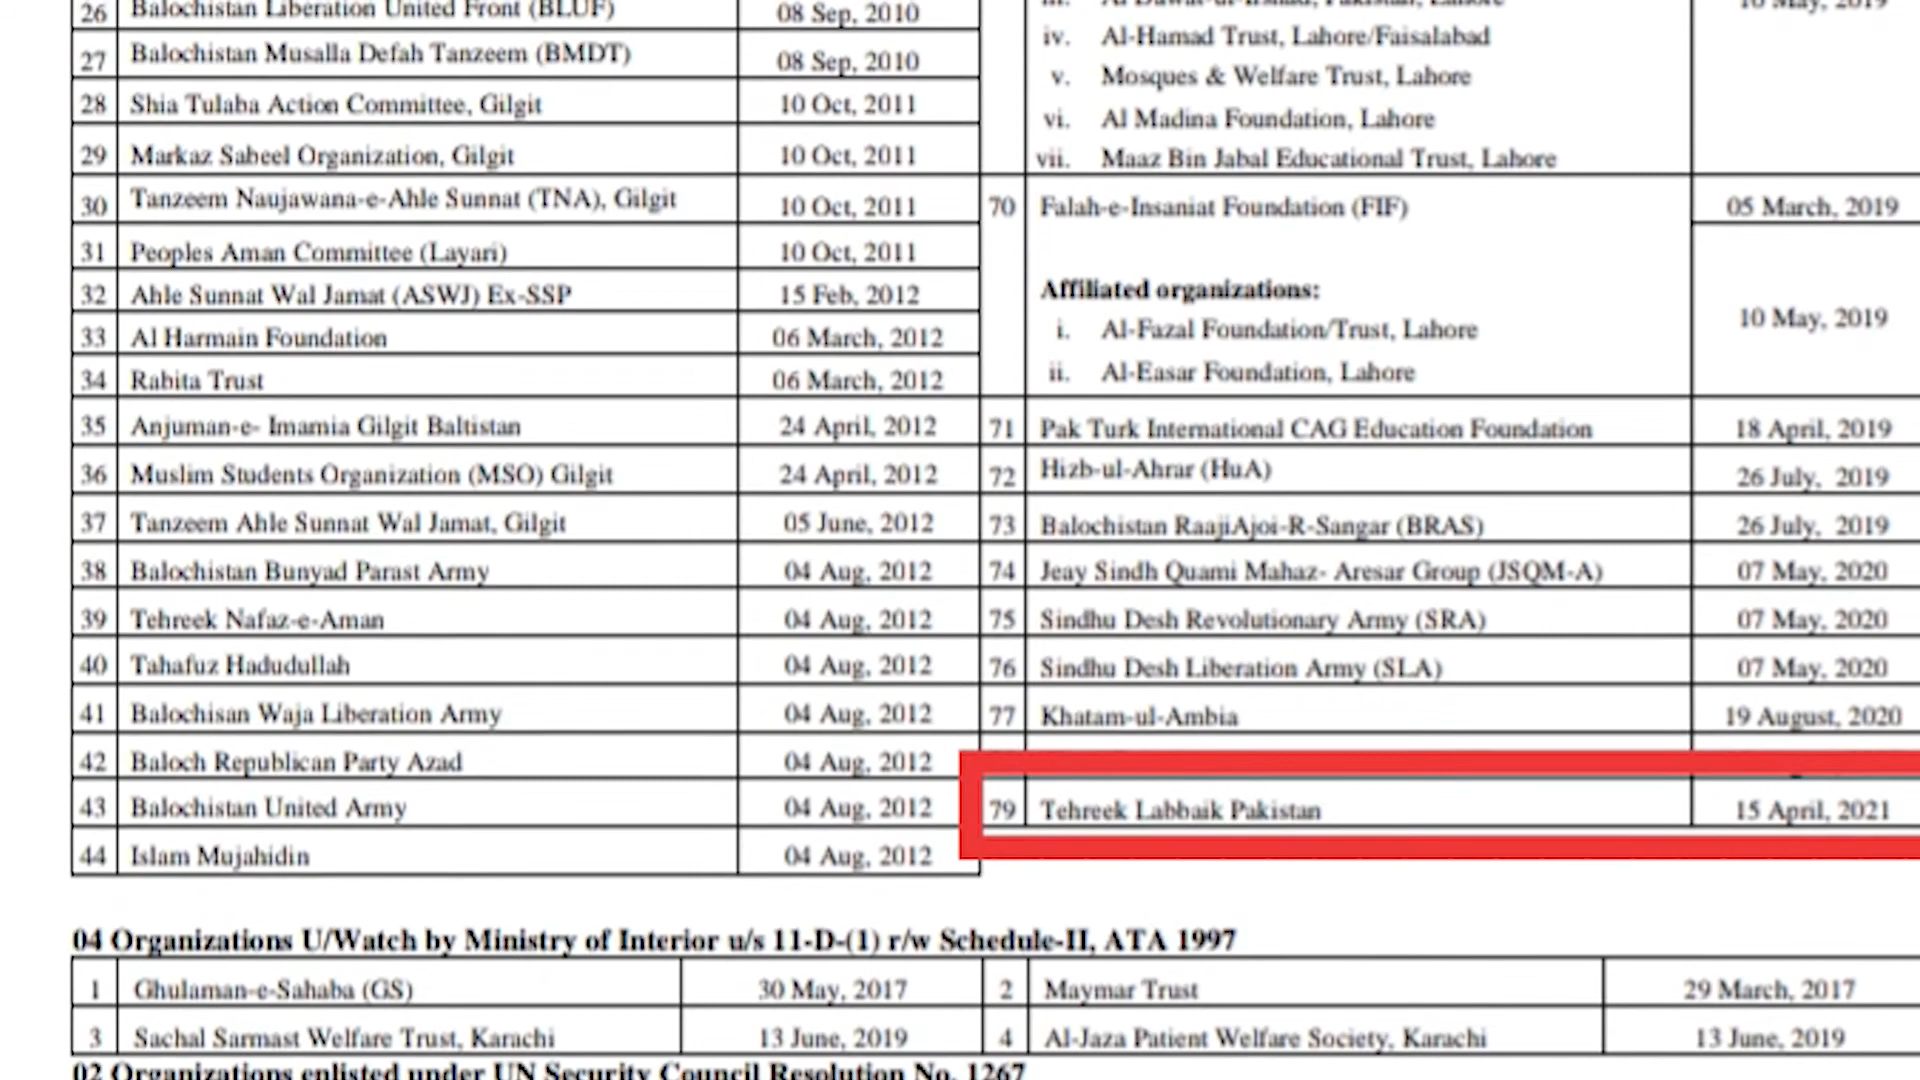 26 Balochistan Liberation United Front (BLUF) 08 Sep, 2010
27 Balochistan Musalla Defah Tanzeem (BMDT) 08 Sep, 2010
28 Shia Tulaba Action Committee, Gilgit 10 Oct, 2011
29 Markaz Sabeel Organization, Gilgit 10 Oct, 2011
30 Tanzeem Naujawana-e-Ahle Sunnat (TNA), Gilgit 10 Oct, 2011
31 Peoples Aman Committee (Layari) 10 Oct, 2011
32 Ahle Sunnat Wal Jamat (ASWJ) Ex-SSP 15 Feb, 2012
33 Al Harmain Foundation 06 March, 2012
34 Rabita Trust 06 March, 2012
35 Anjuman-e- Imamia Gilgit Baltistan 24 April, 2012
36 Muslim Students Organization (MSO) Gilgit 24 April, 2012
37 Tanzeem Ahle Sunnat Wal Jamat, Gilgit 05 June, 2012
38 Balochistan Bunyad Parast Army 04 Aug, 2012
39 Tehreek Nafaz-e-Aman 04 Aug, 2012
40 Tahafuz Hadudullah 04 Aug, 2012
41 Balochisan Waja Liberation Army 04 Aug, 2012
42 Baloch Republican Party Azad 04 Aug, 2012
43 Balochistan United Army 04 Aug, 2012
44 Islam Mujahidin 04 Aug, 2012
iii. Lahore 10 May, 2019
iv. Al-Hamad Trust, Lahore/Faisalabad
v. Mosques & Welfare Trust, Lahore
vi. Al Madina Foundation, Lahore
vii. Maaz Bin Jabal Educational Trust, Lahore
70 Falah-e-Insaniat Foundation (FIF) 05 March, 2019
Affiliated organizations: 10 May, 2019
i. Al-Fazal Foundation/Trust, Lahore
ii. Al-Easar Foundation, Lahore
71 Pak Turk International CAG Education Foundation 18 April, 2019
72 Hizb-ul-Ahrar (HuA) 26 July, 2019
73 Balochistan RaajiAjoi-R-Sangar (BRAS) 26 July, 2019
74 Jeay Sindh Quami Mahaz- Aresar Group (JSQM-A) 07 May, 2020
75 Sindhu Desh Revolutionary Army (SRA) 07 May, 2020
76 Sindhu Desh Liberation Army (SLA) 07 May, 2020
77 Khatam-ul-Ambia 19 August, 2020
79 Tehreek Labbaik Pakistan 15 April, 2021
04 Organizations U/Watch by Ministry of Interior u/s 11-D-(1) r/w Schedule-II, ATA 1997
1 Ghulaman-e-Sahaba (GS) 30 May, 2017 2 Maymar Trust 29 March, 2017
3 Sachal Sarmast Welfare Trust, Karachi 13 June, 2019 4 Al-Jaza Patient Welfare Society, Karachi 13 June, 2019
02 Organizations enlisted under UN Security Council Resolution No. 1267